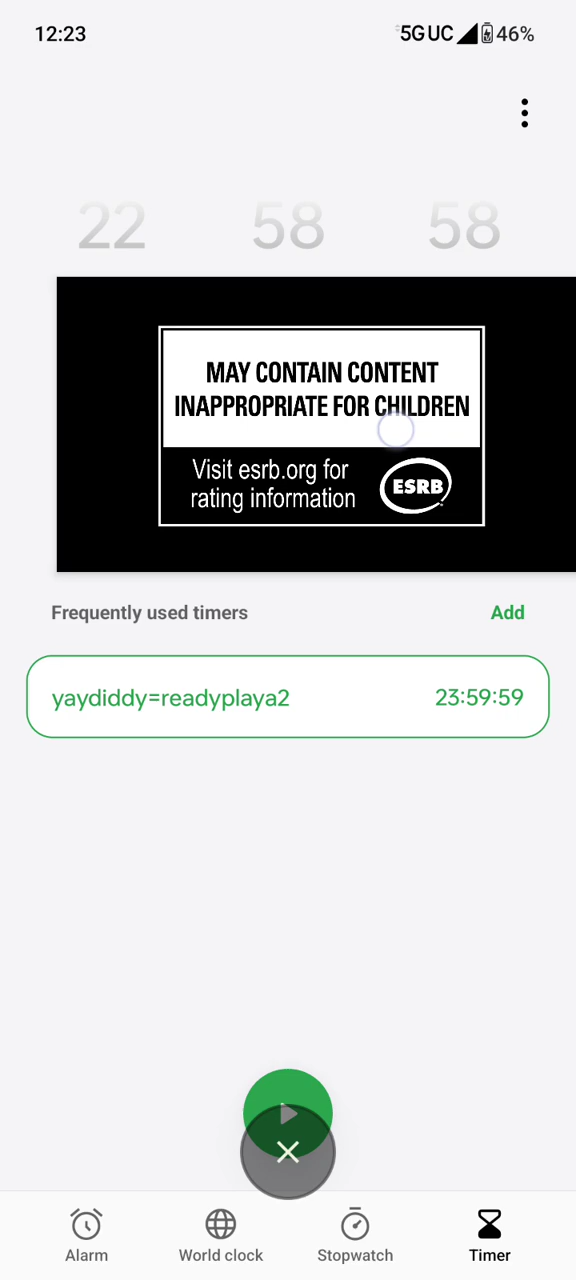 12:23
5G UC 46%
22 58 58
MAY CONTAIN CONTENT
INAPPROPRIATE FOR CHILDREN
Visit esrb.org for
rating information
ESRB
Frequently used timers Add
yaydiddy=readyplaya2 23:59:59
Alarm World clock Stopwatch Timer